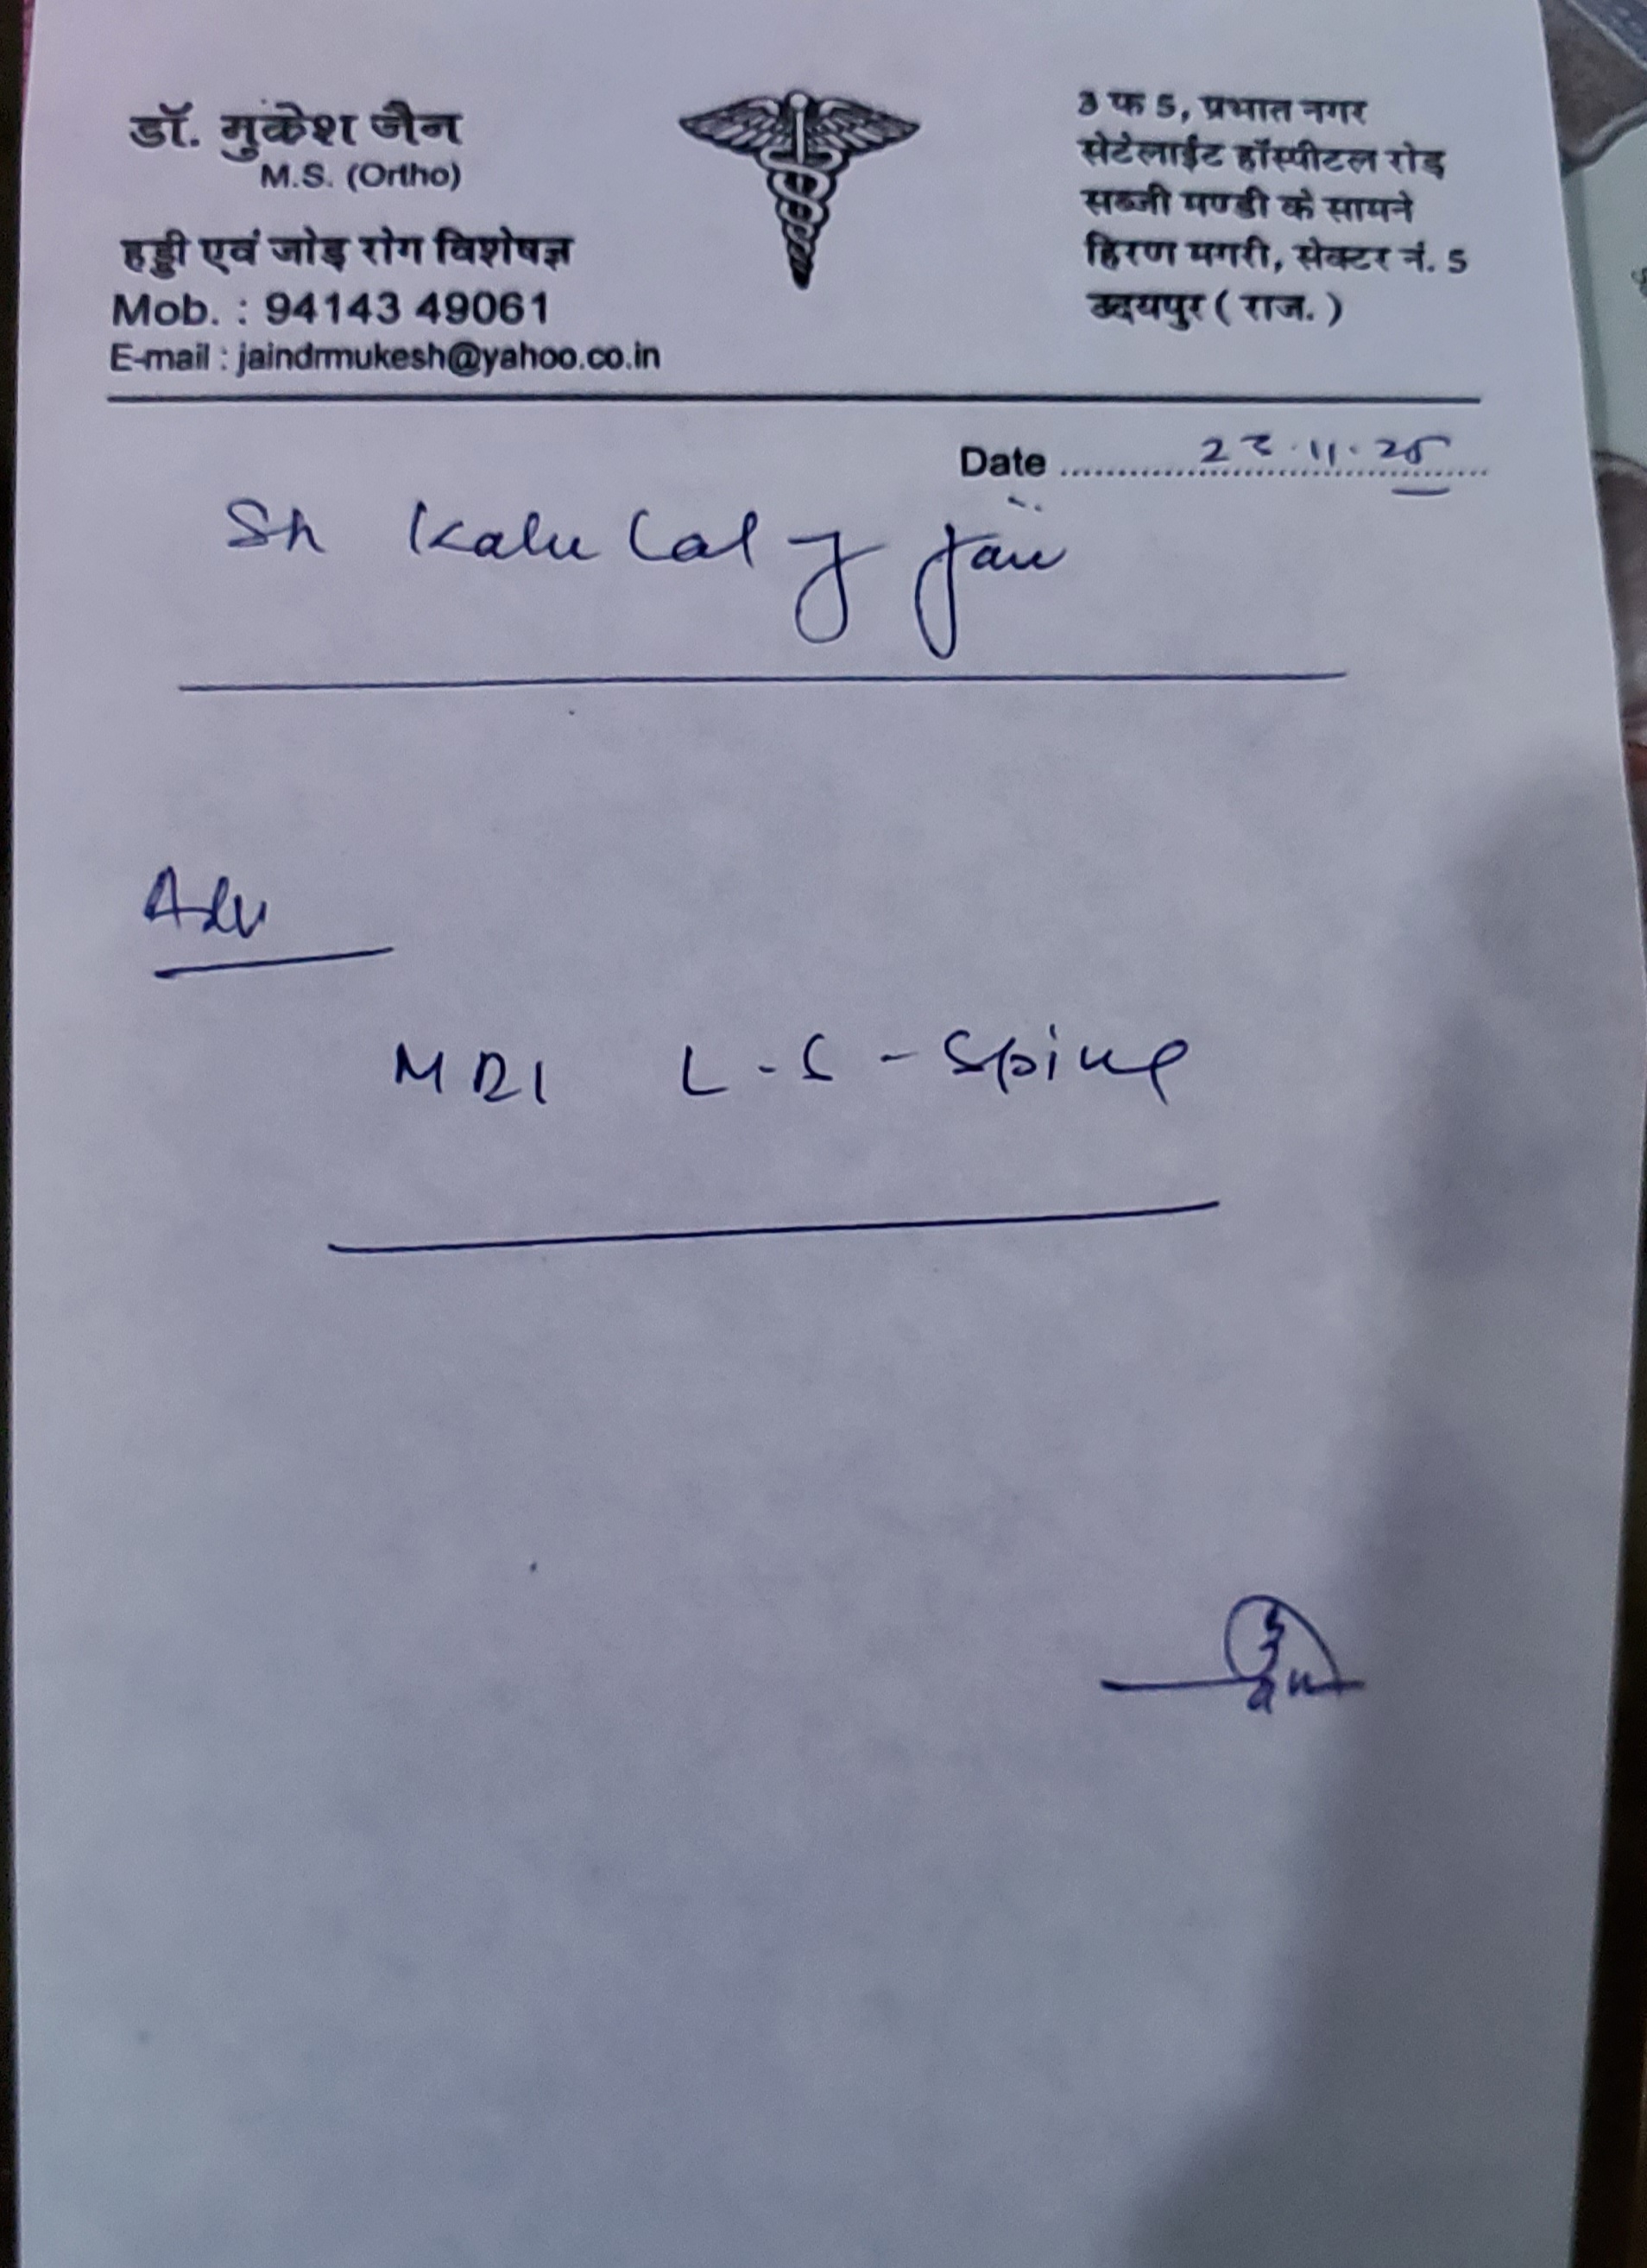 डॉ. मुकेश जैन
M.S. (Ortho)
हड्डी एवं जोड़ रोग विशेषज्ञ
Mob. : 94143 49061
E-mail : jaindrmukesh@yahoo.co.in
3 फ 5, प्रभात नगर
सेटेलाईट हॉस्पीटल रोड़
सब्जी मण्डी के सामने
हिरण मगरी, सेक्टर नं. 5
उदयपुर ( राज. )
Date 23.11.25
Sh Kalu Lal J Jain
Adv
MRI L-S-Spine